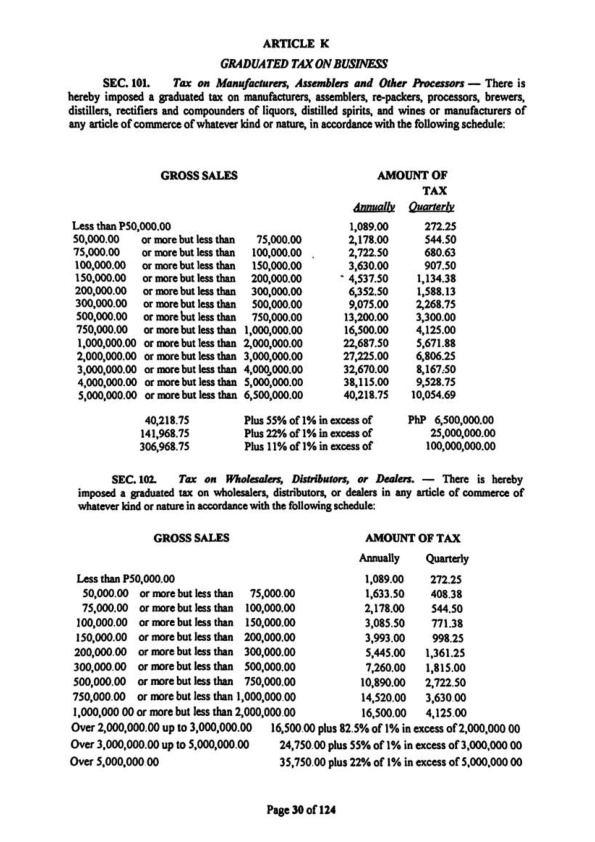 ARTICLE K
GRADUATED TAX ON BUSINESS
SEC. 101. Tax on Manufacturers, Assemblers and Other Processors — There is
hereby imposed a graduated tax on manufacturers, assemblers, re-packers, processors, brewers,
distillers, rectifiers and compounders of liquors, distilled spirits, and wines or manufacturers of
any article of commerce of whatever kind or nature, in accordance with the following schedule:
GROSS SALES AMOUNT OF
TAX
Annually Quarterly
Less than P50,000.00 1,089.00 272.25
50,000.00 or more but less than 75,000.00 2,178.00 544.50
75,000.00 or more but less than 100,000.00 2,722.50 680.63
100,000.00 or more but less than 150,000.00 3,630.00 907.50
150,000.00 or more but less than 200,000.00 4,537.50 1,134.38
200,000.00 or more but less than 300,000.00 6,352.50 1,588.13
300,000.00 or more but less than 500,000.00 9,075.00 2,268.75
500,000.00 or more but less than 750,000.00 13,200.00 3,300.00
750,000.00 or more but less than 1,000,000.00 16,500.00 4,125.00
1,000,000.00 or more but less than 2,000,000.00 22,687.50 5,671.88
2,000,000.00 or more but less than 3,000,000.00 27,225.00 6,806.25
3,000,000.00 or more but less than 4,000,000.00 32,670.00 8,167.50
4,000,000.00 or more but less than 5,000,000.00 38,115.00 9,528.75
5,000,000.00 or more but less than 6,500,000.00 40,218.75 10,054.69
40,218.75 Plus 55% of 1% in excess of PhP 6,500,000.00
141,968.75 Plus 22% of 1% in excess of 25,000,000.00
306,968.75 Plus 11% of 1% in excess of 100,000,000.00
SEC. 102. Tax on Wholesalers, Distributors, or Dealers. — There is hereby
imposed a graduated tax on wholesalers, distributors, or dealers in any article of commerce of
whatever kind or nature in accordance with the following schedule:
GROSS SALES AMOUNT OF TAX
Annually Quarterly
Less than P50,000.00 1,089.00 272.25
50,000.00 or more but less than 75,000.00 1,633.50 408.38
75,000.00 or more but less than 100,000.00 2,178.00 544.50
100,000.00 or more but less than 150,000.00 3,085.50 771.38
150,000.00 or more but less than 200,000.00 3,993.00 998.25
200,000.00 or more but less than 300,000.00 5,445.00 1,361.25
300,000.00 or more but less than 500,000.00 7,260.00 1,815.00
500,000.00 or more but less than 750,000.00 10,890.00 2,722.50
750,000.00 or more but less than 1,000,000.00 14,520.00 3,630 00
1,000,000 00 or more but less than 2,000,000.00 16,500.00 4,125.00
Over 2,000,000.00 up to 3,000,000.00 16,500.00 plus 82.5% of 1% in excess of 2,000,000 00
Over 3,000,000.00 up to 5,000,000.00 24,750.00 plus 55% of 1% in excess of 3,000,000 00
Over 5,000,000 00 35,750.00 plus 22% of 1% in excess of 5,000,000 00
Page 30 of 124